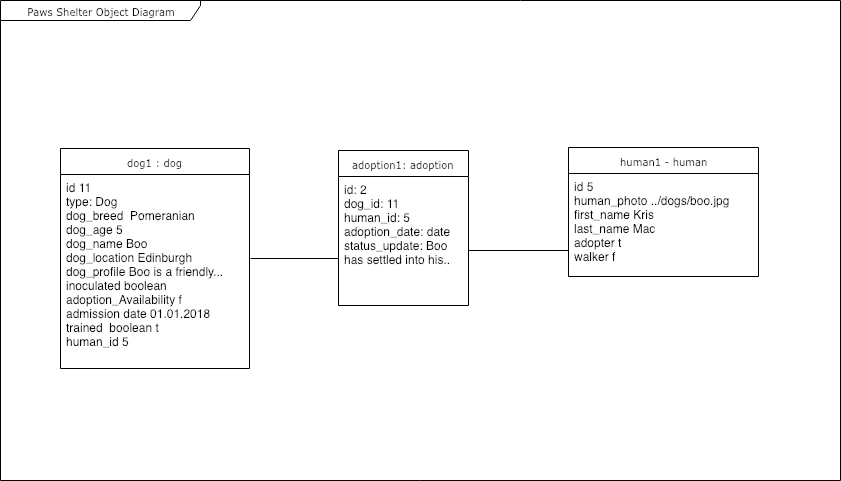 Paws Shelter Object Diagram
dog1 : dog
id 11
type: Dog
dog_breed  Pomeranian
dog_age 5
dog_name Boo
dog_location Edinburgh
dog_profile Boo is a friendly...
inoculated boolean
adoption_Availability f
admission date 01.01.2018
trained  boolean t
human_id 5
adoption1: adoption
id: 2
dog_id: 11
human_id: 5
adoption_date: date
status_update: Boo
has settled into his..
human1 - human
id 5
human_photo ../dogs/boo.jpg
first_name Kris
last_name Mac
adopter t
walker f